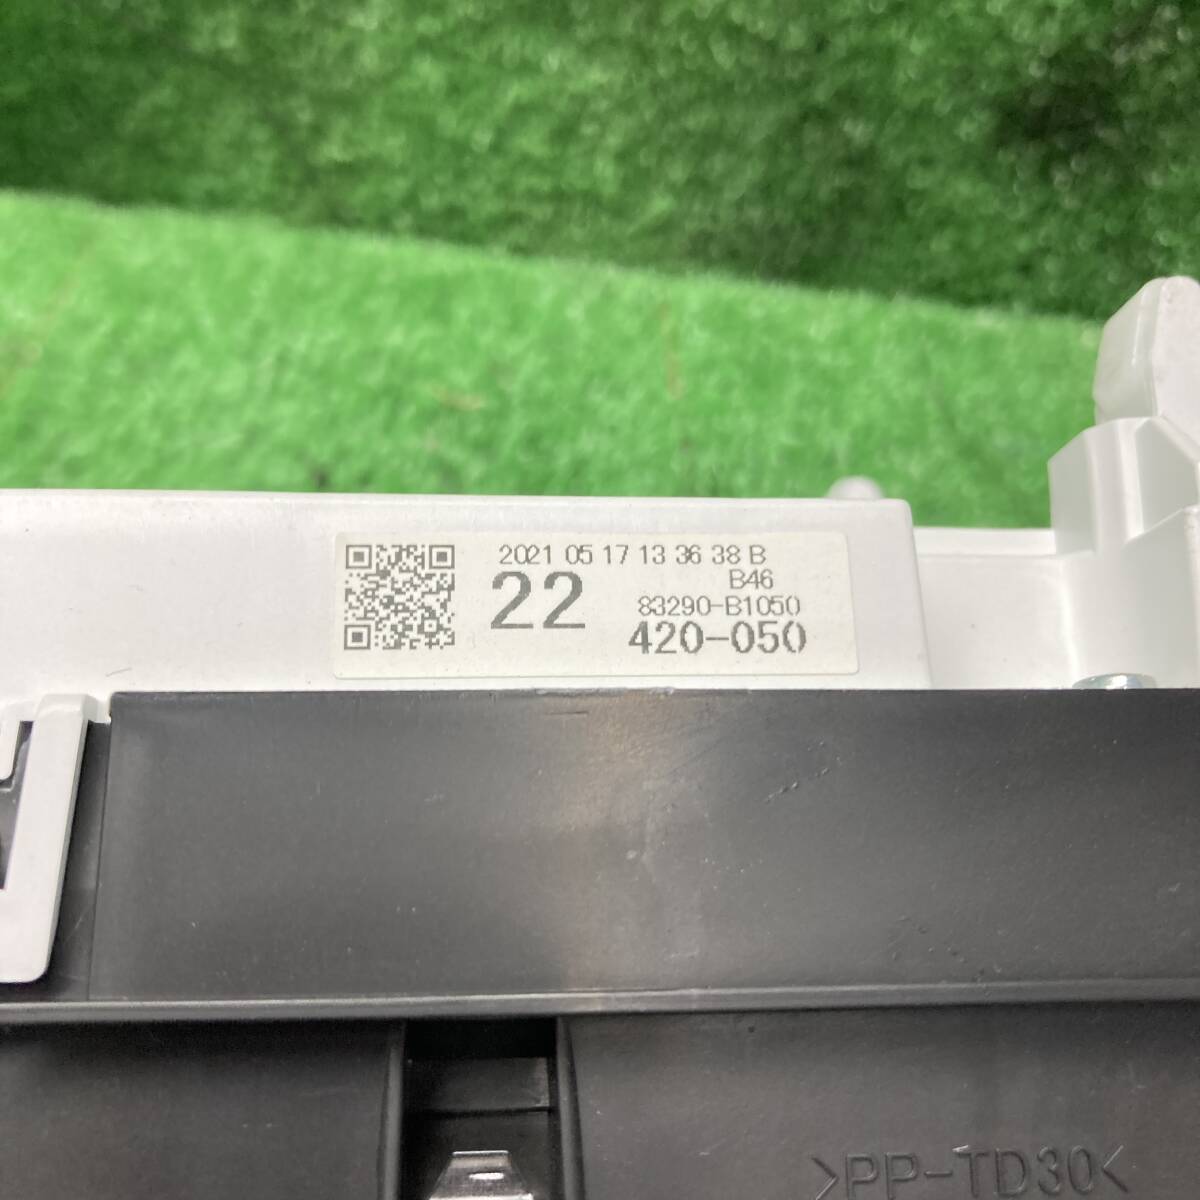 2021 05 17 13 36 38 B
22
B46
83290-B1050
420-050
>PP-TD30<